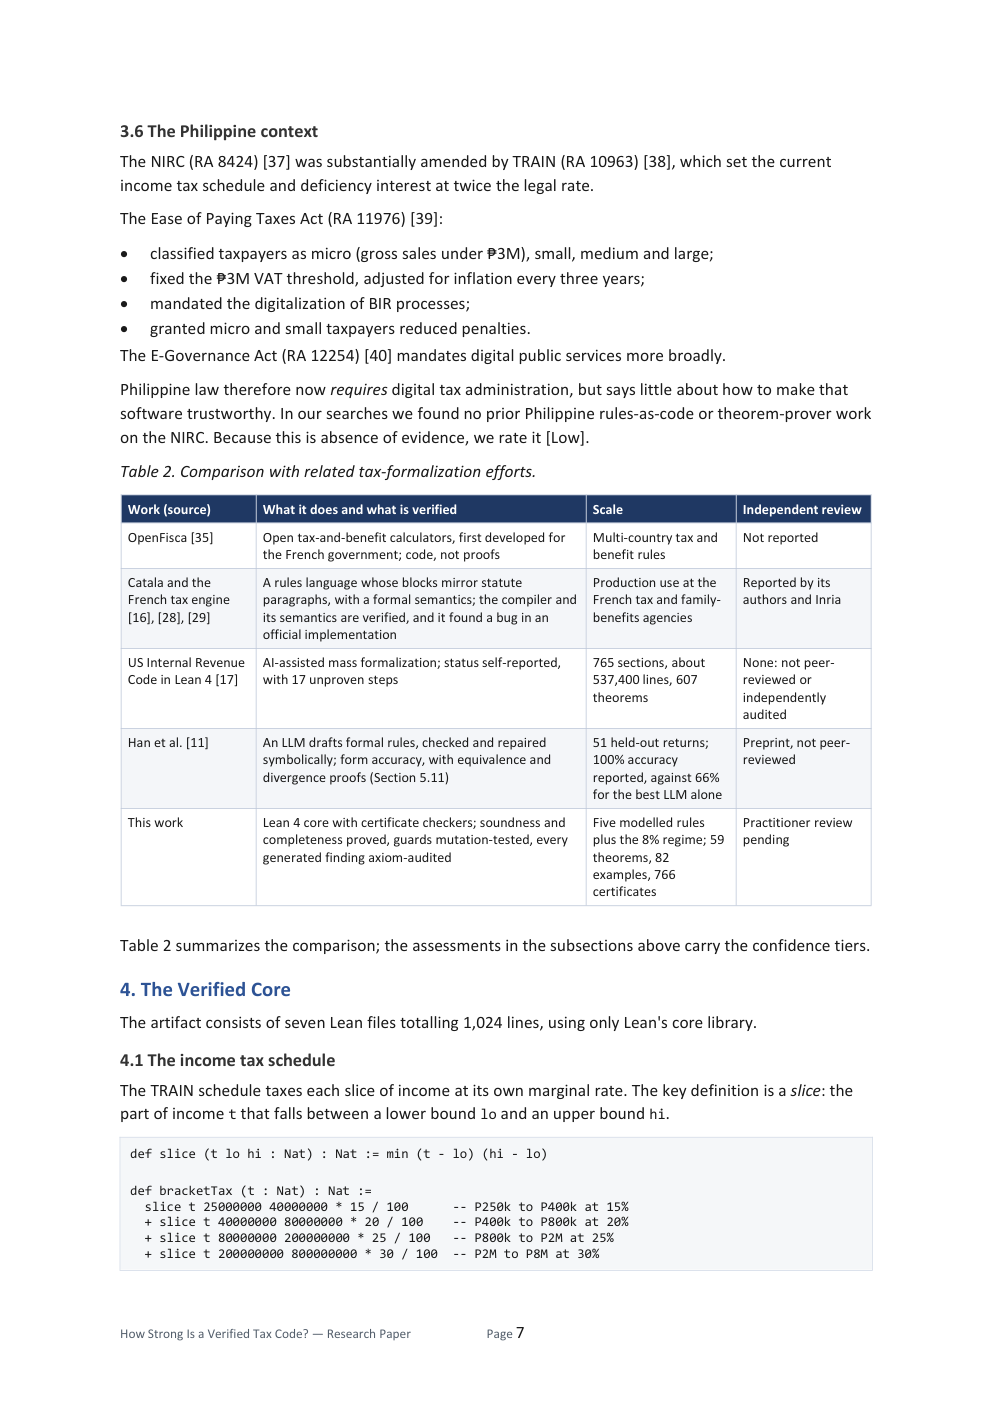 3.6 The Philippine context
The NIRC (RA 8424) [37] was substantially amended by TRAIN (RA 10963) [38], which set the current
income tax schedule and deficiency interest at twice the legal rate.
The Ease of Paying Taxes Act (RA 11976) [39]:
• classified taxpayers as micro (gross sales under ₱3M), small, medium and large;
• fixed the ₱3M VAT threshold, adjusted for inflation every three years;
• mandated the digitalization of BIR processes;
• granted micro and small taxpayers reduced penalties.
The E-Governance Act (RA 12254) [40] mandates digital public services more broadly.
Philippine law therefore now requires digital tax administration, but says little about how to make that
software trustworthy. In our searches we found no prior Philippine rules-as-code or theorem-prover work
on the NIRC. Because this is absence of evidence, we rate it [Low].
Table 2. Comparison with related tax-formalization efforts.
Work (source)
What it does and what is verified
Scale
Independent review
OpenFisca [35]
Open tax-and-benefit calculators, first developed for
the French government; code, not proofs
Multi-country tax and
benefit rules
Not reported
Catala and the
French tax engine
[16], [28], [29]
A rules language whose blocks mirror statute
paragraphs, with a formal semantics; the compiler and
its semantics are verified, and it found a bug in an
official implementation
Production use at the
French tax and family-
benefits agencies
Reported by its
authors and Inria
US Internal Revenue
Code in Lean 4 [17]
AI-assisted mass formalization; status self-reported,
with 17 unproven steps
765 sections, about
537,400 lines, 607
theorems
None: not peer-
reviewed or
independently
audited
Han et al. [11]
An LLM drafts formal rules, checked and repaired
symbolically; form accuracy, with equivalence and
divergence proofs (Section 5.11)
51 held-out returns;
100% accuracy
reported, against 66%
for the best LLM alone
Preprint, not peer-
reviewed
This work
Lean 4 core with certificate checkers; soundness and
completeness proved, guards mutation-tested, every
generated finding axiom-audited
Five modelled rules
plus the 8% regime; 59
theorems, 82
examples, 766
certificates
Practitioner review
pending
Table 2 summarizes the comparison; the assessments in the subsections above carry the confidence tiers.
4. The Verified Core
The artifact consists of seven Lean files totalling 1,024 lines, using only Lean's core library.
4.1 The income tax schedule
The TRAIN schedule taxes each slice of income at its own marginal rate. The key definition is a slice: the
part of income t that falls between a lower bound lo and an upper bound hi.
def slice (t lo hi : Nat) : Nat := min (t - lo) (hi - lo)
def bracketTax (t : Nat) : Nat :=
slice t 25000000 40000000 * 15 / 100 -- P250k to P400k at 15%
+ slice t 40000000 80000000 * 20 / 100 -- P400k to P800k at 20%
+ slice t 80000000 200000000 * 25 / 100 -- P800k to P2M at 25%
+ slice t 200000000 800000000 * 30 / 100 -- P2M to P8M at 30%
How Strong Is a Verified Tax Code? — Research Paper Page 7